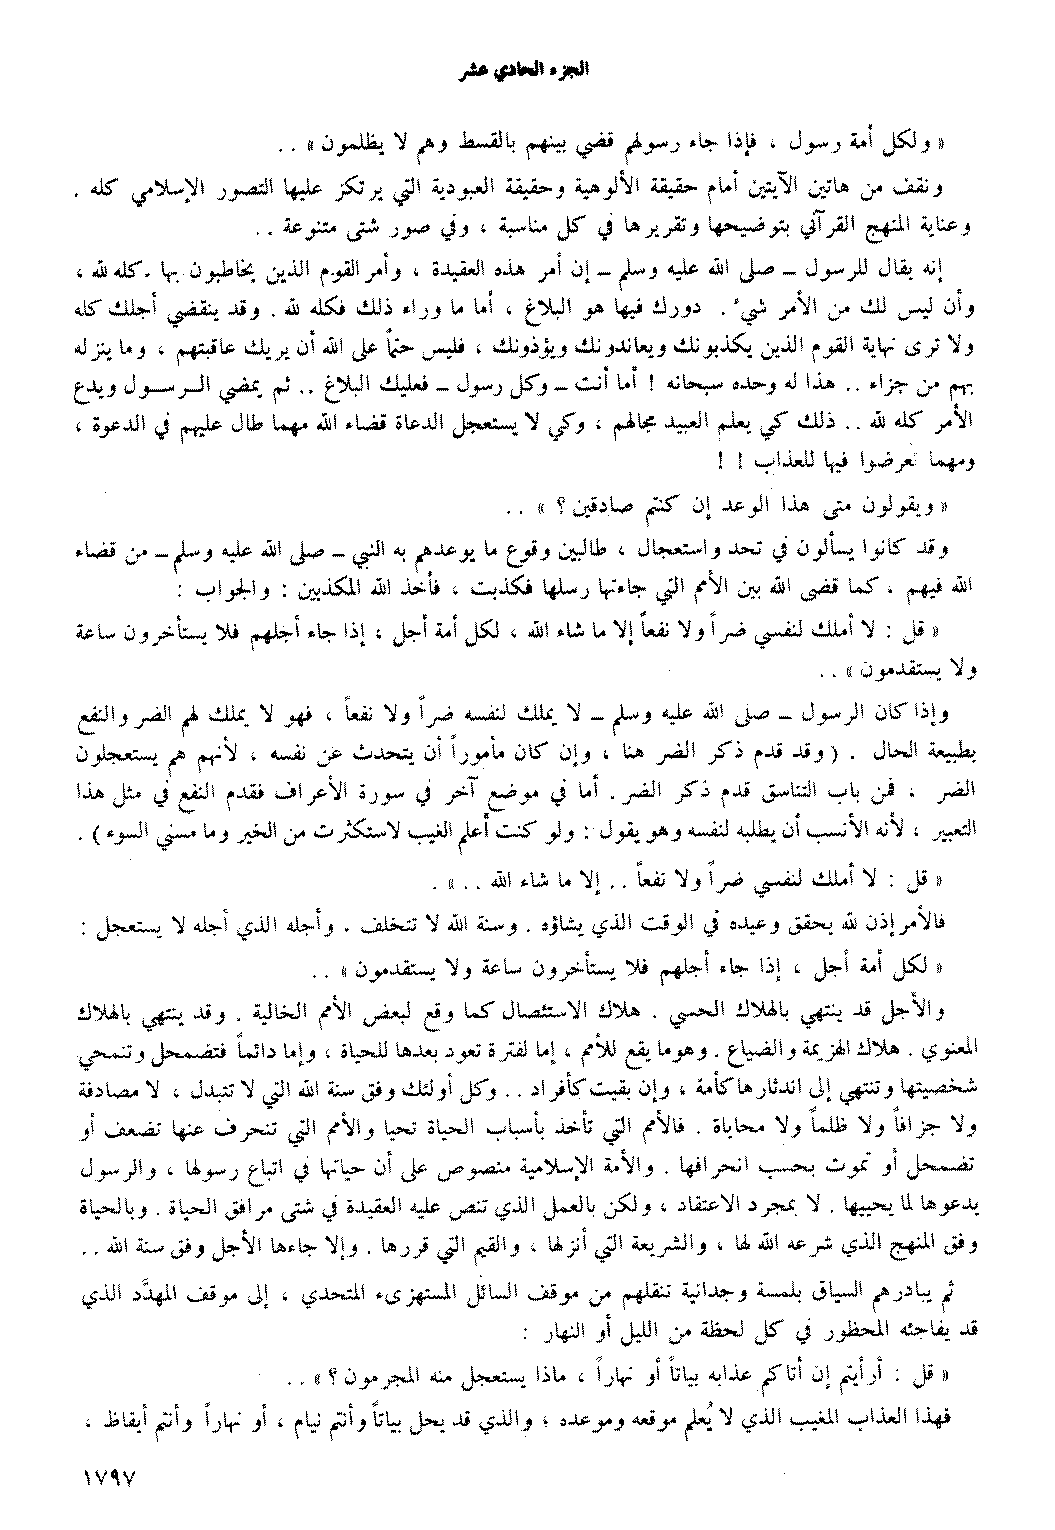 الجزء الحادي عشر
« ولكل أمة رسول ، فإذا جاء رسولهم قضي بينهم بالقسط وهم لا يظلمون » . .
ونقف من هاتين الآيتين أمام حقيقة الألوهية وحقيقة العبودية التي يرتكز عليها التصور الإسلامي كله .
وعناية المنهج القرآني بتوضيحها وتقريرها في كل مناسبة ، وفي صور شتى متنوعة . .
إنه يقال للرسول – صلى الله عليه وسلم – إن أمر هذه العقيدة ، وأمر القوم الذين يخاطبون بها . كله لله ،
وأن ليس لك من الأمر شيء . دورك فيها هو البلاغ ، أما ما وراء ذلك فكله لله . وقد ينقضي أجلك كله
ولا ترى نهاية القوم الذين يكذبونك ويعاندونك ويؤذونك ، فليس حتماً على الله أن يريك عاقبتهم ، وما ينزله
بهم من جزاء . . هذا له وحده سبحانه ! أما أنت – وكل رسول – فعليك البلاغ . . ثم يمضي الرسول ويدع
الأمر كله لله . . ذلك كي يعلم العبيد مجالهم ، وكي لا يستعجل الدعاة قضاء الله مهما طال عليهم في الدعوة ،
ومهما تعرضوا فيها للعذاب ! !
« ويقولون متى هذا الوعد إن كنتم صادقين ؟ » . .
وقد كانوا يسألون في تحد واستعجال ، طالبين وقوع ما يوعدهم به النبي – صلى الله عليه وسلم – من قضاء
الله فيهم ، كما قضى الله بين الأمم التي جاءتها رسلها فكذبت ، فأخذ الله المكذبين : والجواب :
« قل : لا أملك لنفسي ضراً ولا نفعاً إلا ما شاء الله ، لكل أمة أجل ، إذا جاء أجلهم فلا يستأخرون ساعة
ولا يستقدمون » . .
وإذا كان الرسول – صلى الله عليه وسلم – لا يملك لنفسه ضراً ولا نفعاً ، فهو لا يملك لهم الضر والنفع
بطبيعة الحال . ( وقد قدم ذكر الضر هنا ، وإن كان مأموراً أن يتحدث عن نفسه ، لأنهم هم يستعجلون
الضر ، فمن باب التناسق قدم ذكر الضر . أما في موضع آخر في سورة الأعراف فقدم النفع في مثل هذا
التعبير ، لأنه الأنسب أن يطلبه لنفسه وهو يقول : ولو كنت أعلم الغيب لاستكثرت من الخير وما مسني السوء ) .
« قل : لا أملك لنفسي ضراً ولا نفعاً . . إلا ما شاء الله . . » .
فالأمر إذن لله يحقق وعيده في الوقت الذي يشاؤه . وسنة الله لا تتخلف . وأجله الذي أجله لا يستعجل :
« لكل أمة أجل ، إذا جاء أجلهم فلا يستأخرون ساعة ولا يستقدمون » . .
والأجل قد ينتهي بالهلاك الحسي . هلاك الاستئصال كما وقع لبعض الأمم الخالية . وقد ينتهي بالهلاك
المعنوي . هلاك الهزيمة والضياع . وهو ما يقع للأمم ، إما لفترة تعود بعدها للحياة ، وإما دائماً فتضمحل وتنمحي
شخصيتها وتنتهي إلى اندثارها كأمة ، وإن بقيت كأفراد . . وكل أولئك وفق سنة الله التي لا تتبدل ، لا مصادفة
ولا جزافاً ولا ظلماً ولا محاباة . فالأمم التي تأخذ بأسباب الحياة تحيا والأمم التي تنحرف عنها تضعف أو
تضمحل أو تموت بحسب انحرافها . والأمة الإسلامية منصوص على أن حياتها في اتباع رسولها ، والرسول
يدعوها لما يحييها . لا بمجرد الاعتقاد ، ولكن بالعمل الذي تنص عليه العقيدة في شتى مرافق الحياة . وبالحياة
وفق المنهج الذي شرعه الله لها ، والشريعة التي أنزلها ، والقيم التي قررها . وإلا جاءها الأجل وفق سنة الله . .
ثم يبادرهم السياق بلمسة وجدانية تنقلهم من موقف السائل المستهزىء المتحدي ، إلى موقف المهدَّد الذي
قد يفاجئه المحظور في كل لحظة من الليل أو النهار :
« قل : أرأيتم إن أتاكم عذابه بياتاً أو نهاراً ، ماذا يستعجل منه المجرمون ؟ » . .
فهذا العذاب المغيب الذي لا يُعلم موقعه وموعده ؛ والذي قد يحل بياتاً وأنتم نيام ، أو نهاراً وأنتم أيقاظ ،
١٧٩٧